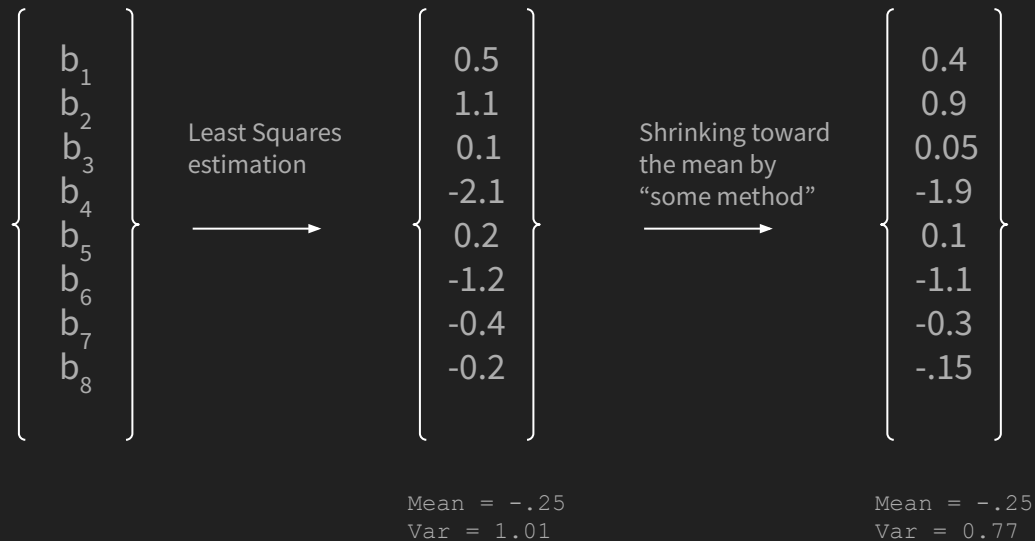 b1
b2
b3
b4
b5
b6
b7
b8
Least Squares
estimation
0.5
1.1
0.1
-2.1
0.2
-1.2
-0.4
-0.2
Mean = -.25
Var = 1.01
Shrinking toward
the mean by
“some method”
0.4
0.9
0.05
-1.9
0.1
-1.1
-0.3
-.15
Mean = -.25
Var = 0.77